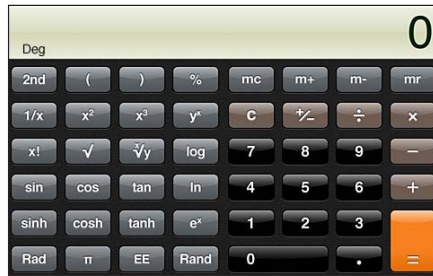 0
Deg
2nd ( ) % mc m+ m- mr
1/x x² x³ yˣ C +/− ÷ ×
x! √ ˣ√y log 7 8 9 −
sin cos tan ln 4 5 6 +
sinh cosh tanh eˣ 1 2 3
Rad π EE Rand 0 . =